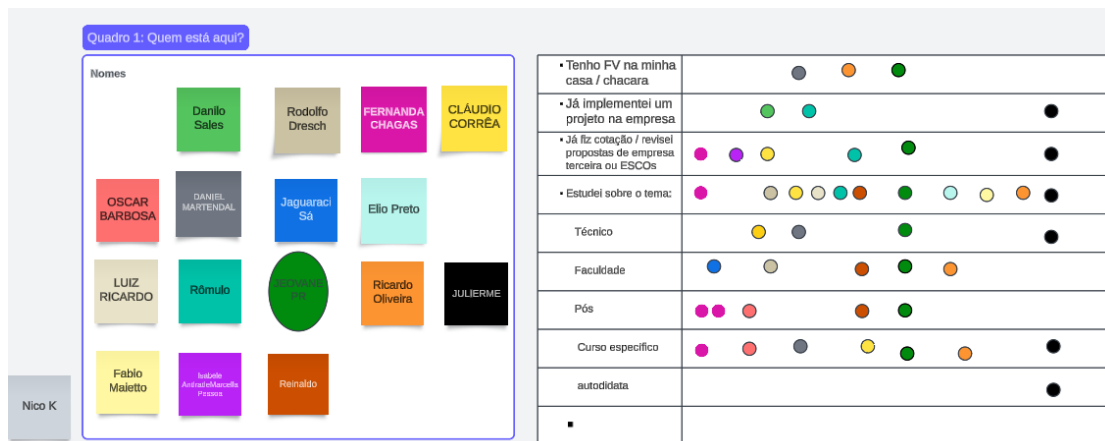 Quadro 1: Quem está aqui?
Nomes
Danilo
Sales
Rodolfo
Dresch
FERNANDA
CHAGAS
CLÁUDIO
CORRÊA
OSCAR
BARBOSA
DANIEL
MARTENDAL
Jaguaraci
Sá
Elio Preto
LUIZ
RICARDO
Rômulo
JEOVANE
PR
Ricardo
Oliveira
JULIERME
Fabio
Maietto
Isabele
AndradeMarcella
Pessoa
Reinaldo
Nico K
▪ Tenho FV na minha
casa / chacara
▪ Já implementei um
projeto na empresa
▪ Já fiz cotação / revisei
propostas de empresa
terceira ou ESCOs
▪ Estudei sobre o tema:
Técnico
Faculdade
Pós
Curso específico
autodidata
▪